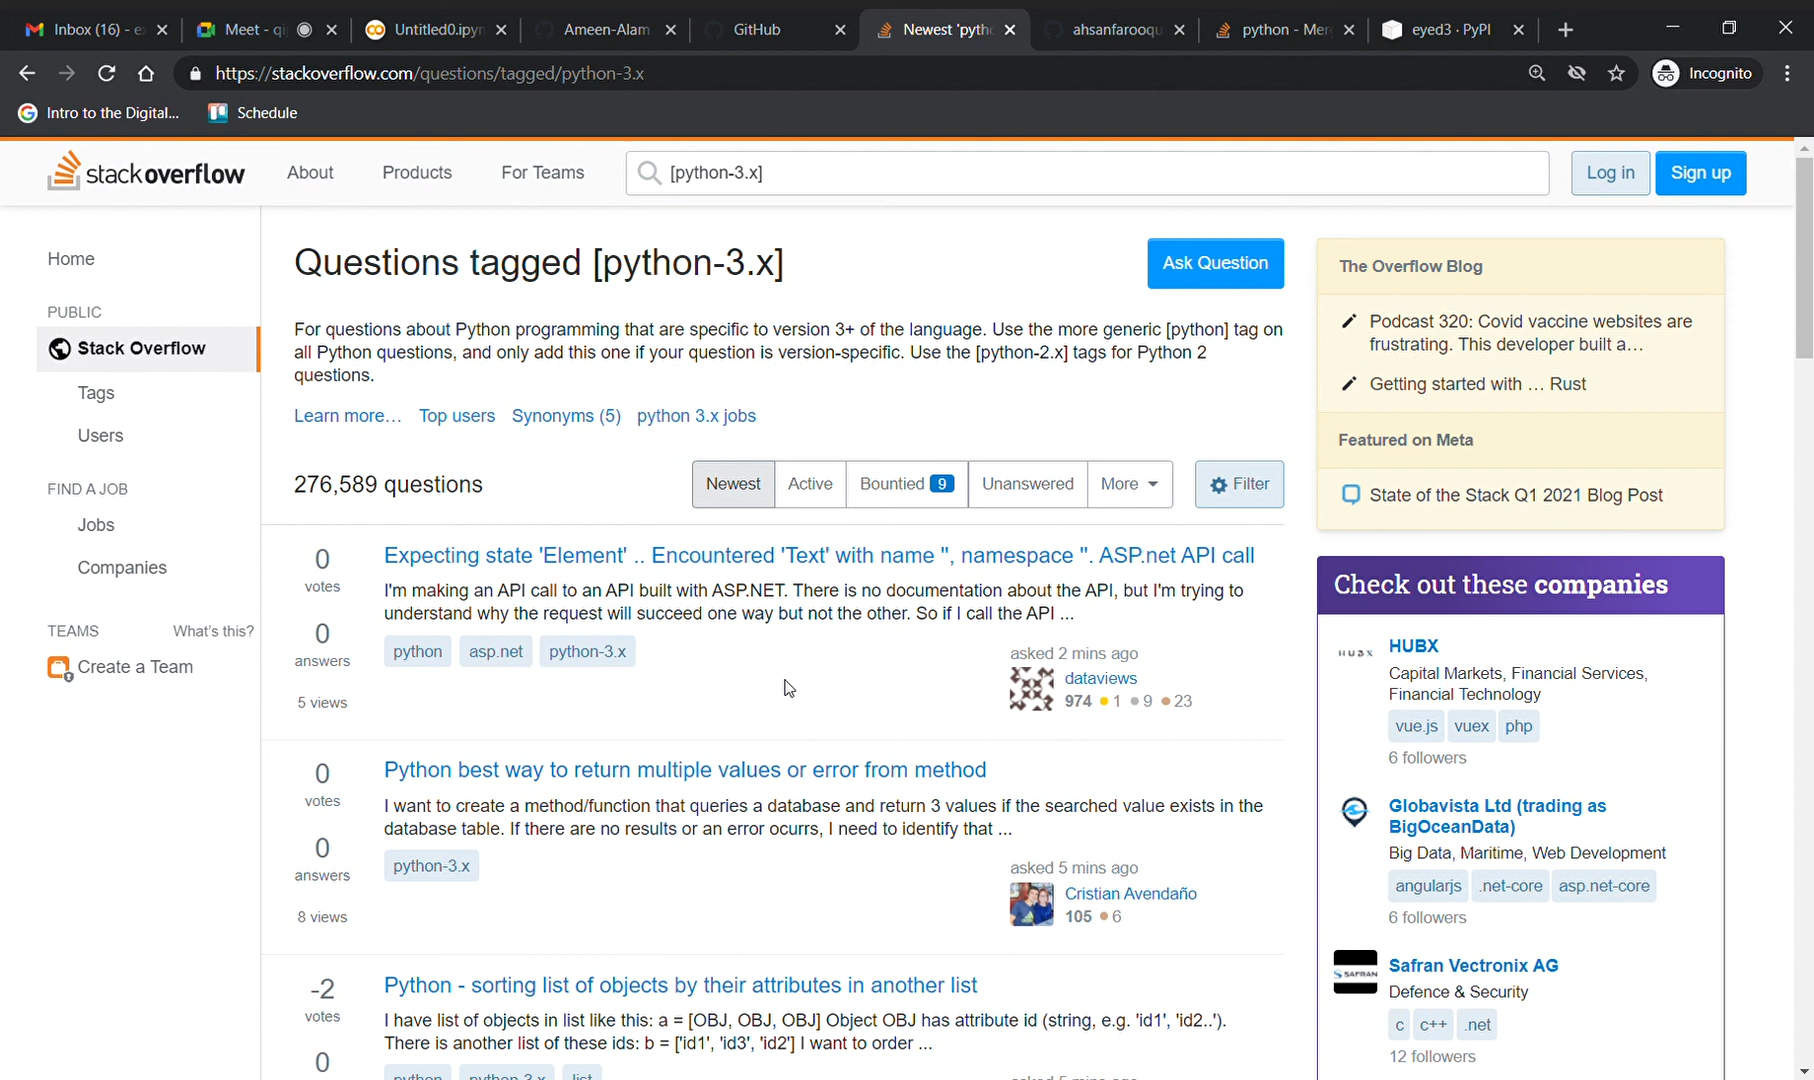 Inbox (16) - e
Meet - qi
Untitled0.ipyn
Ameen-Alam
GitHub
Newest 'pyth
ahsanfarooqu
python - Mer
eyed3 · PyPI
https://stackoverflow.com/questions/tagged/python-3.x
Incognito
Intro to the Digital...
Schedule
stackoverflow
About
Products
For Teams
[python-3.x]
Log in
Sign up
Home
PUBLIC
Stack Overflow
Tags
Users
FIND A JOB
Jobs
Companies
TEAMS What's this?
Create a Team
Questions tagged [python-3.x]
Ask Question
For questions about Python programming that are specific to version 3+ of the language. Use the more generic [python] tag on
all Python questions, and only add this one if your question is version-specific. Use the [python-2.x] tags for Python 2
questions.
Learn more… Top users Synonyms (5) python 3.x jobs
276,589 questions
Newest Active Bountied 9 Unanswered More
Filter
0
votes
0
answers
5 views
Expecting state 'Element' .. Encountered 'Text' with name '', namespace ''. ASP.net API call
I'm making an API call to an API built with ASP.NET. There is no documentation about the API, but I'm trying to
understand why the request will succeed one way but not the other. So if I call the API ...
python asp.net python-3.x
asked 2 mins ago
dataviews
974 1 9 23
0
votes
0
answers
8 views
Python best way to return multiple values or error from method
I want to create a method/function that queries a database and return 3 values if the searched value exists in the
database table. If there are no results or an error ocurrs, I need to identify that ...
python-3.x
asked 5 mins ago
Cristian Avendaño
105 6
-2
votes
0
Python - sorting list of objects by their attributes in another list
I have list of objects in list like this: a = [OBJ, OBJ, OBJ] Object OBJ has attribute id (string, e.g. 'id1', 'id2..').
There is another list of these ids: b = ['id1', 'id3', 'id2'] I want to order ...
python python-3.x list
asked 5 mins ago
The Overflow Blog
Podcast 320: Covid vaccine websites are
frustrating. This developer built a…
Getting started with … Rust
Featured on Meta
State of the Stack Q1 2021 Blog Post
Check out these companies
HUBX
HUBX
Capital Markets, Financial Services,
Financial Technology
vue.js vuex php
6 followers
Globavista Ltd (trading as
BigOceanData)
Big Data, Maritime, Web Development
angularjs .net-core asp.net-core
6 followers
SAFRAN
Safran Vectronix AG
Defence & Security
c c++ .net
12 followers